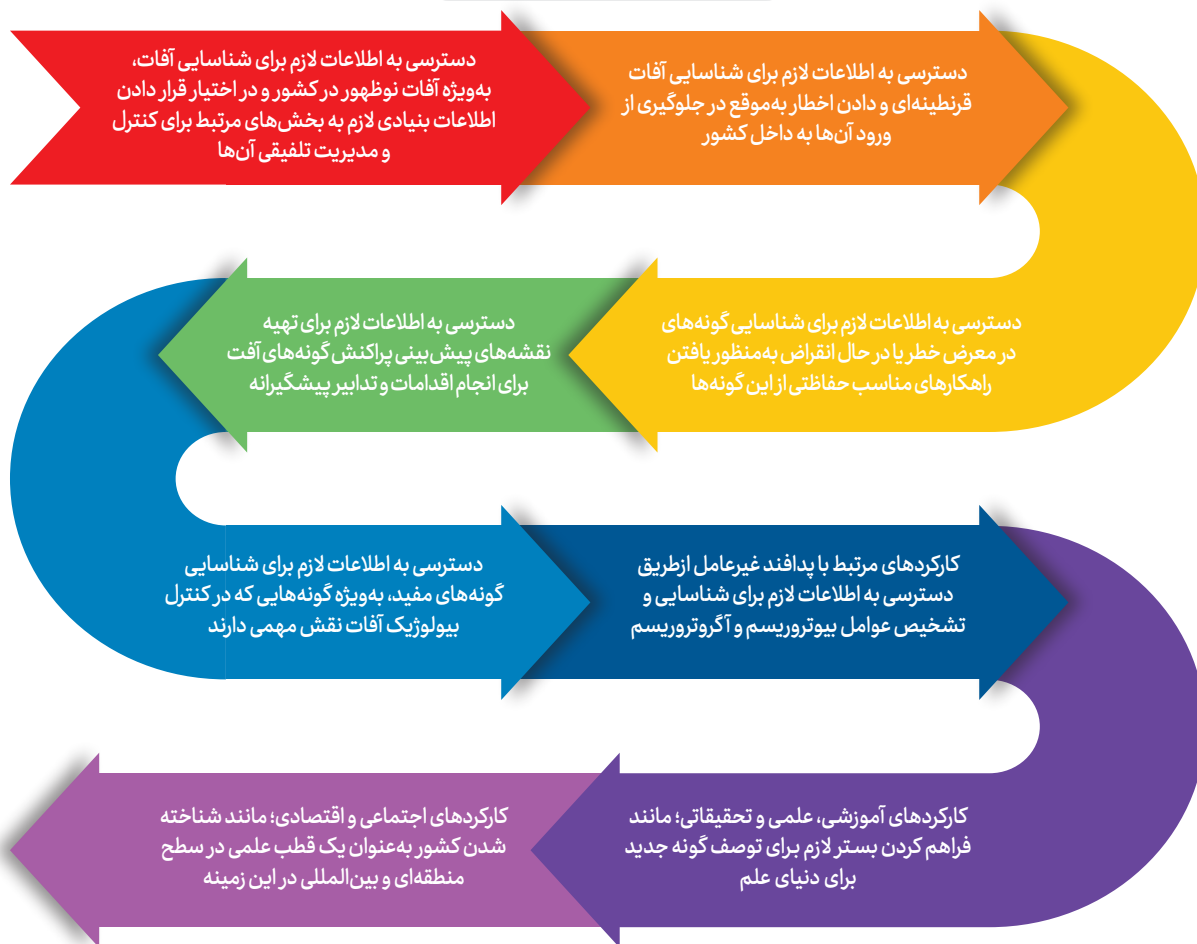 دسترسی به اطلاعات لازم برای شناسایی آفات،
به‌ویژه آفات نوظهور در کشور و در اختیار قرار دادن
اطلاعات بنیادی لازم به بخش‌های مرتبط برای کنترل
و مدیریت تلفیقی آن‌ها
دسترسی به اطلاعات لازم برای شناسایی آفات
قرنطینه‌ای و دادن اخطار به‌موقع در جلوگیری از
ورود آن‌ها به داخل کشور
دسترسی به اطلاعات لازم برای شناسایی گونه‌های
در معرض خطر یا در حال انقراض به‌منظور یافتن
راهکارهای مناسب حفاظتی از این گونه‌ها
دسترسی به اطلاعات لازم برای تهیه
نقشه‌های پیش‌بینی پراکنش گونه‌های آفت
برای انجام اقدامات و تدابیر پیشگیرانه
دسترسی به اطلاعات لازم برای شناسایی
گونه‌های مفید، به‌ویژه گونه‌هایی که در کنترل
بیولوژیک آفات نقش مهمی دارند
کارکردهای مرتبط با پدافند غیرعامل ازطریق
دسترسی به اطلاعات لازم برای شناسایی و
تشخیص عوامل بیوتروریسم و آگروتروریسم
کارکردهای آموزشی، علمی و تحقیقاتی؛ مانند
فراهم کردن بستر لازم برای توصف گونه جدید
برای دنیای علم
کارکردهای اجتماعی و اقتصادی؛ مانند شناخته
شدن کشور به‌عنوان یک قطب علمی در سطح
منطقه‌ای و بین‌المللی در این زمینه